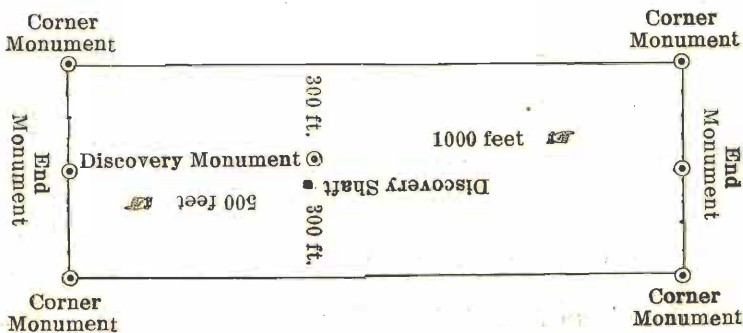 Corner
Monument
Corner
Monument
300 ft.
1000 feet
End
Monument
Discovery Monument
End
Monument
Discovery Shaft
500 feet
300 ft.
Corner
Monument
Corner
Monument